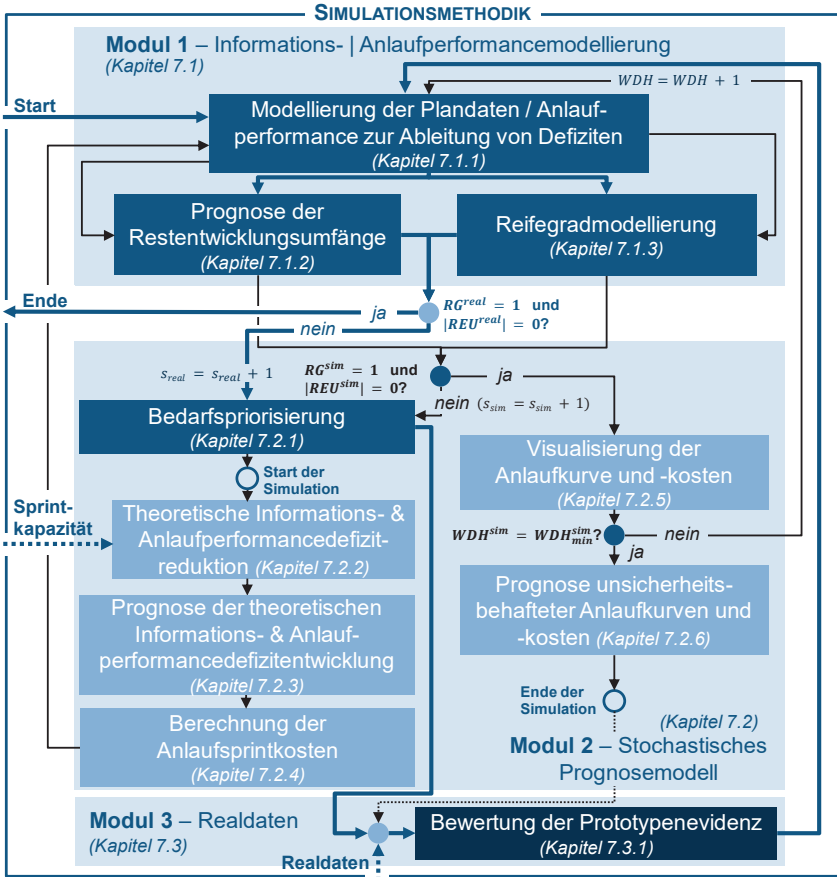 SIMULATIONSMETHODIK
Modul 1 – Informations- | Anlaufperformancemodellierung
(Kapitel 7.1)
WDH = WDH + 1
Start
Modellierung der Plandaten / Anlauf-
performance zur Ableitung von Defiziten
(Kapitel 7.1.1)
Prognose der
Restentwicklungsumfänge
(Kapitel 7.1.2)
Reifegradmodellierung
(Kapitel 7.1.3)
Ende
ja
nein
RG^real = 1 und
|REU^real| = 0?
s_real = s_real + 1
RG^sim = 1 und
|REU^sim| = 0?
ja
nein (s_sim = s_sim + 1)
Bedarfspriorisierung
(Kapitel 7.2.1)
Start der
Simulation
Sprint-
kapazität
Theoretische Informations- &
Anlaufperformancedefizit-
reduktion (Kapitel 7.2.2)
Prognose der theoretischen
Informations- & Anlauf-
performancedefizitentwicklung
(Kapitel 7.2.3)
Berechnung der
Anlaufsprintkosten
(Kapitel 7.2.4)
Visualisierung der
Anlaufkurve und -kosten
(Kapitel 7.2.5)
WDH^sim = WDH^sim_min?
nein
ja
Prognose unsicherheits-
behafteter Anlaufkurven und
-kosten (Kapitel 7.2.6)
Ende der
Simulation
(Kapitel 7.2)
Modul 2 – Stochastisches
Prognosemodell
Modul 3 – Realdaten
(Kapitel 7.3)
Bewertung der Prototypenevidenz
(Kapitel 7.3.1)
Realdaten